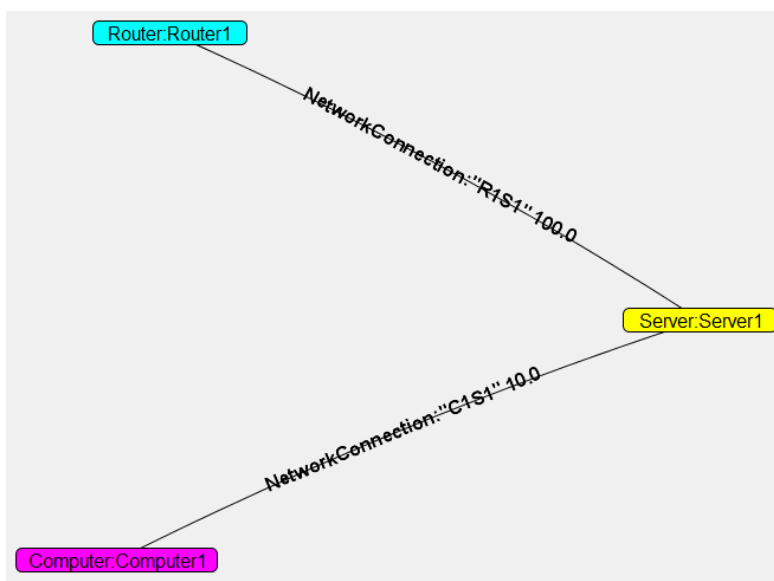 Router:Router1
NetworkConnection:"R1S1" 100.0
Server:Server1
NetworkConnection:"C1S1" 10.0
Computer:Computer1